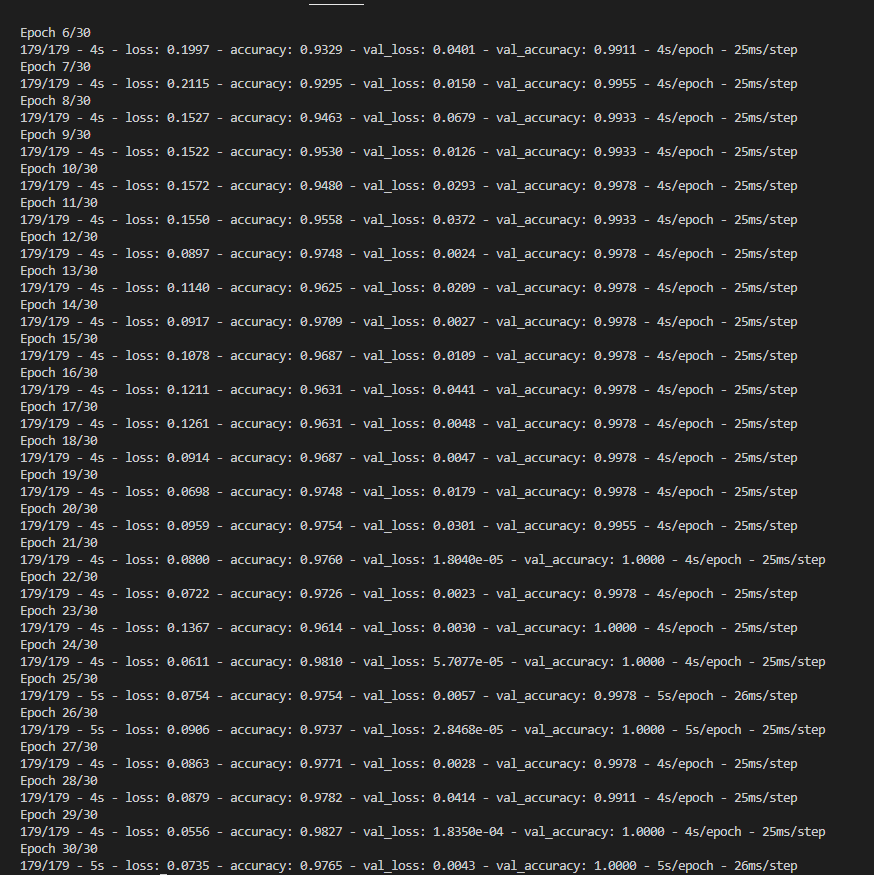 Epoch 6/30
179/179 - 4s - loss: 0.1997 - accuracy: 0.9329 - val_loss: 0.0401 - val_accuracy: 0.9911 - 4s/epoch - 25ms/step
Epoch 7/30
179/179 - 4s - loss: 0.2115 - accuracy: 0.9295 - val_loss: 0.0150 - val_accuracy: 0.9955 - 4s/epoch - 25ms/step
Epoch 8/30
179/179 - 4s - loss: 0.1527 - accuracy: 0.9463 - val_loss: 0.0679 - val_accuracy: 0.9933 - 4s/epoch - 25ms/step
Epoch 9/30
179/179 - 4s - loss: 0.1522 - accuracy: 0.9530 - val_loss: 0.0126 - val_accuracy: 0.9933 - 4s/epoch - 25ms/step
Epoch 10/30
179/179 - 4s - loss: 0.1572 - accuracy: 0.9480 - val_loss: 0.0293 - val_accuracy: 0.9978 - 4s/epoch - 25ms/step
Epoch 11/30
179/179 - 4s - loss: 0.1550 - accuracy: 0.9558 - val_loss: 0.0372 - val_accuracy: 0.9933 - 4s/epoch - 25ms/step
Epoch 12/30
179/179 - 4s - loss: 0.0897 - accuracy: 0.9748 - val_loss: 0.0024 - val_accuracy: 0.9978 - 4s/epoch - 25ms/step
Epoch 13/30
179/179 - 4s - loss: 0.1140 - accuracy: 0.9625 - val_loss: 0.0209 - val_accuracy: 0.9978 - 4s/epoch - 25ms/step
Epoch 14/30
179/179 - 4s - loss: 0.0917 - accuracy: 0.9709 - val_loss: 0.0027 - val_accuracy: 0.9978 - 4s/epoch - 25ms/step
Epoch 15/30
179/179 - 4s - loss: 0.1078 - accuracy: 0.9687 - val_loss: 0.0109 - val_accuracy: 0.9978 - 4s/epoch - 25ms/step
Epoch 16/30
179/179 - 4s - loss: 0.1211 - accuracy: 0.9631 - val_loss: 0.0441 - val_accuracy: 0.9978 - 4s/epoch - 25ms/step
Epoch 17/30
179/179 - 4s - loss: 0.1261 - accuracy: 0.9631 - val_loss: 0.0048 - val_accuracy: 0.9978 - 4s/epoch - 25ms/step
Epoch 18/30
179/179 - 4s - loss: 0.0914 - accuracy: 0.9687 - val_loss: 0.0047 - val_accuracy: 0.9978 - 4s/epoch - 25ms/step
Epoch 19/30
179/179 - 4s - loss: 0.0698 - accuracy: 0.9748 - val_loss: 0.0179 - val_accuracy: 0.9978 - 4s/epoch - 25ms/step
Epoch 20/30
179/179 - 4s - loss: 0.0959 - accuracy: 0.9754 - val_loss: 0.0301 - val_accuracy: 0.9955 - 4s/epoch - 25ms/step
Epoch 21/30
179/179 - 4s - loss: 0.0800 - accuracy: 0.9760 - val_loss: 1.8040e-05 - val_accuracy: 1.0000 - 4s/epoch - 25ms/step
Epoch 22/30
179/179 - 4s - loss: 0.0722 - accuracy: 0.9726 - val_loss: 0.0023 - val_accuracy: 0.9978 - 4s/epoch - 25ms/step
Epoch 23/30
179/179 - 4s - loss: 0.1367 - accuracy: 0.9614 - val_loss: 0.0030 - val_accuracy: 1.0000 - 4s/epoch - 25ms/step
Epoch 24/30
179/179 - 4s - loss: 0.0611 - accuracy: 0.9810 - val_loss: 5.7077e-05 - val_accuracy: 1.0000 - 4s/epoch - 25ms/step
Epoch 25/30
179/179 - 5s - loss: 0.0754 - accuracy: 0.9754 - val_loss: 0.0057 - val_accuracy: 0.9978 - 5s/epoch - 26ms/step
Epoch 26/30
179/179 - 5s - loss: 0.0906 - accuracy: 0.9737 - val_loss: 2.8468e-05 - val_accuracy: 1.0000 - 5s/epoch - 25ms/step
Epoch 27/30
179/179 - 4s - loss: 0.0863 - accuracy: 0.9771 - val_loss: 0.0028 - val_accuracy: 0.9978 - 4s/epoch - 25ms/step
Epoch 28/30
179/179 - 4s - loss: 0.0879 - accuracy: 0.9782 - val_loss: 0.0414 - val_accuracy: 0.9911 - 4s/epoch - 25ms/step
Epoch 29/30
179/179 - 4s - loss: 0.0556 - accuracy: 0.9827 - val_loss: 1.8350e-04 - val_accuracy: 1.0000 - 4s/epoch - 25ms/step
Epoch 30/30
179/179 - 5s - loss: 0.0735 - accuracy: 0.9765 - val_loss: 0.0043 - val_accuracy: 1.0000 - 5s/epoch - 26ms/step